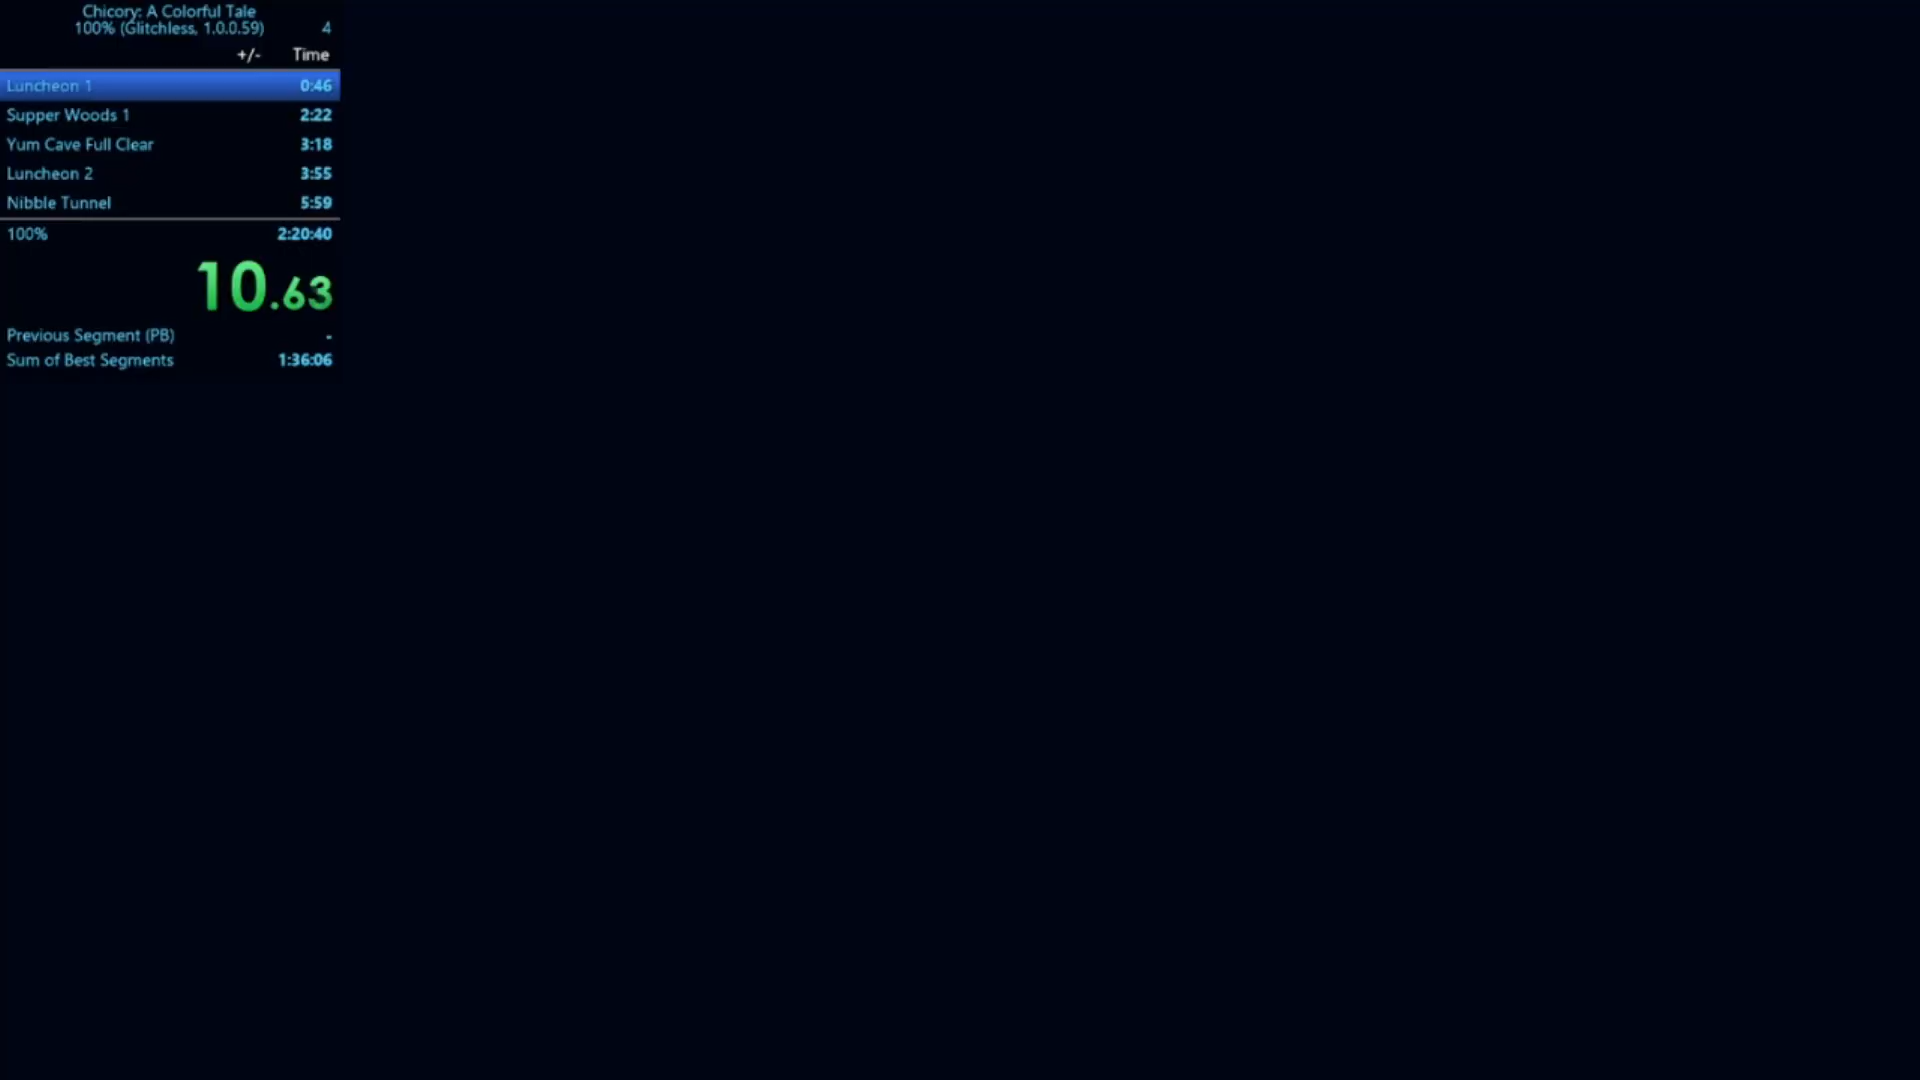 Chicory: A Colorful Tale
100% (Glitchless, 1.0.0.59) 4
+/- Time
Luncheon 1 0:46
Supper Woods 1 2:22
Yum Cave Full Clear 3:18
Luncheon 2 3:55
Nibble Tunnel 5:59
100% 2:20:40
10.63
Previous Segment (PB) -
Sum of Best Segments 1:36:06